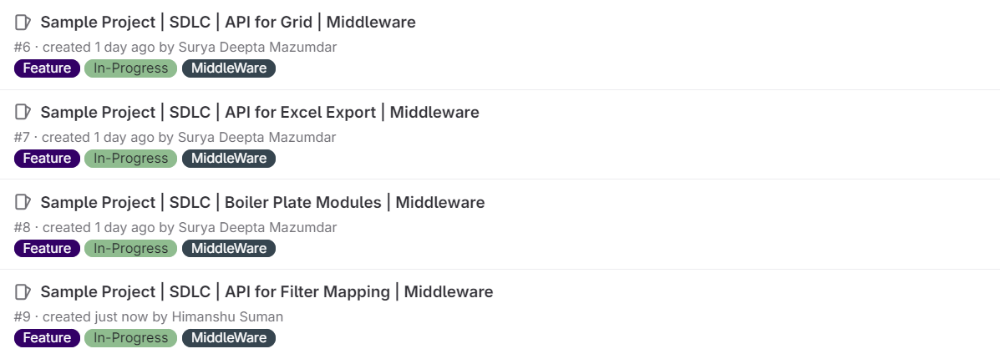 Sample Project | SDLC | API for Grid | Middleware
#6 · created 1 day ago by Surya Deepta Mazumdar
Feature In-Progress MiddleWare
Sample Project | SDLC | API for Excel Export | Middleware
#7 · created 1 day ago by Surya Deepta Mazumdar
Feature In-Progress MiddleWare
Sample Project | SDLC | Boiler Plate Modules | Middleware
#8 · created 1 day ago by Surya Deepta Mazumdar
Feature In-Progress MiddleWare
Sample Project | SDLC | API for Filter Mapping | Middleware
#9 · created just now by Himanshu Suman
Feature In-Progress MiddleWare